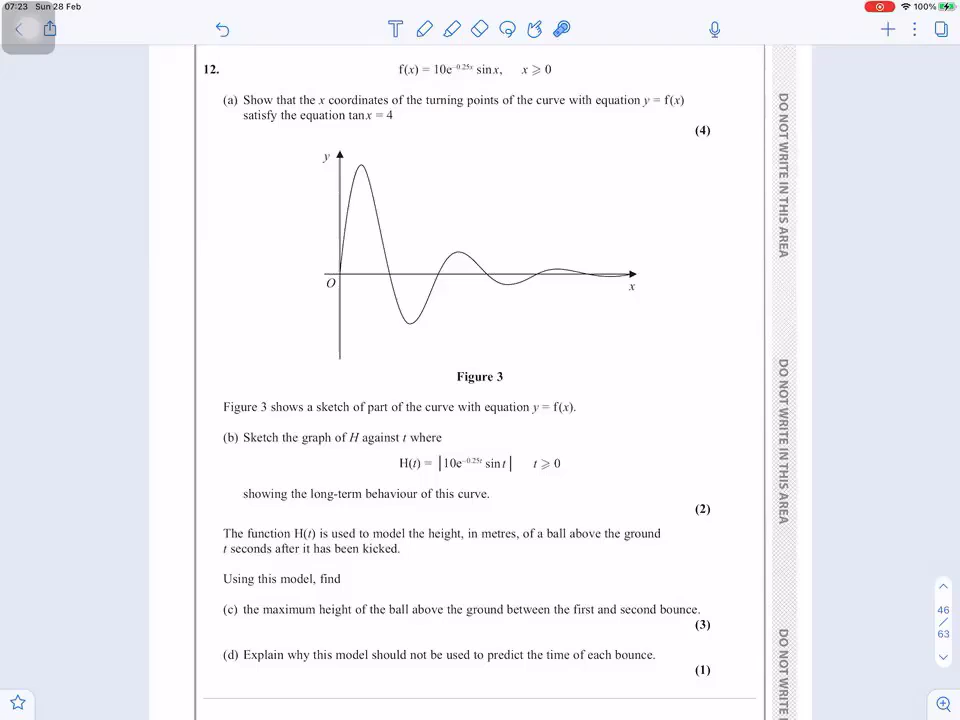 07:23 Sun 28 Feb
100%
12. f(x) = 10e^–0.25x sin x, x ⩾ 0
(a) Show that the x coordinates of the turning points of the curve with equation y = f(x)
satisfy the equation tan x = 4
(4)
y
O
x
Figure 3
Figure 3 shows a sketch of part of the curve with equation y = f(x).
(b) Sketch the graph of H against t where
H(t) = |10e^–0.25t sin t| t ⩾ 0
showing the long-term behaviour of this curve.
(2)
The function H(t) is used to model the height, in metres, of a ball above the ground
t seconds after it has been kicked.
Using this model, find
(c) the maximum height of the ball above the ground between the first and second bounce.
(3)
(d) Explain why this model should not be used to predict the time of each bounce.
(1)
DO NOT WRITE IN THIS AREA
DO NOT WRITE IN THIS AREA
DO NOT WRITE
46
/
63